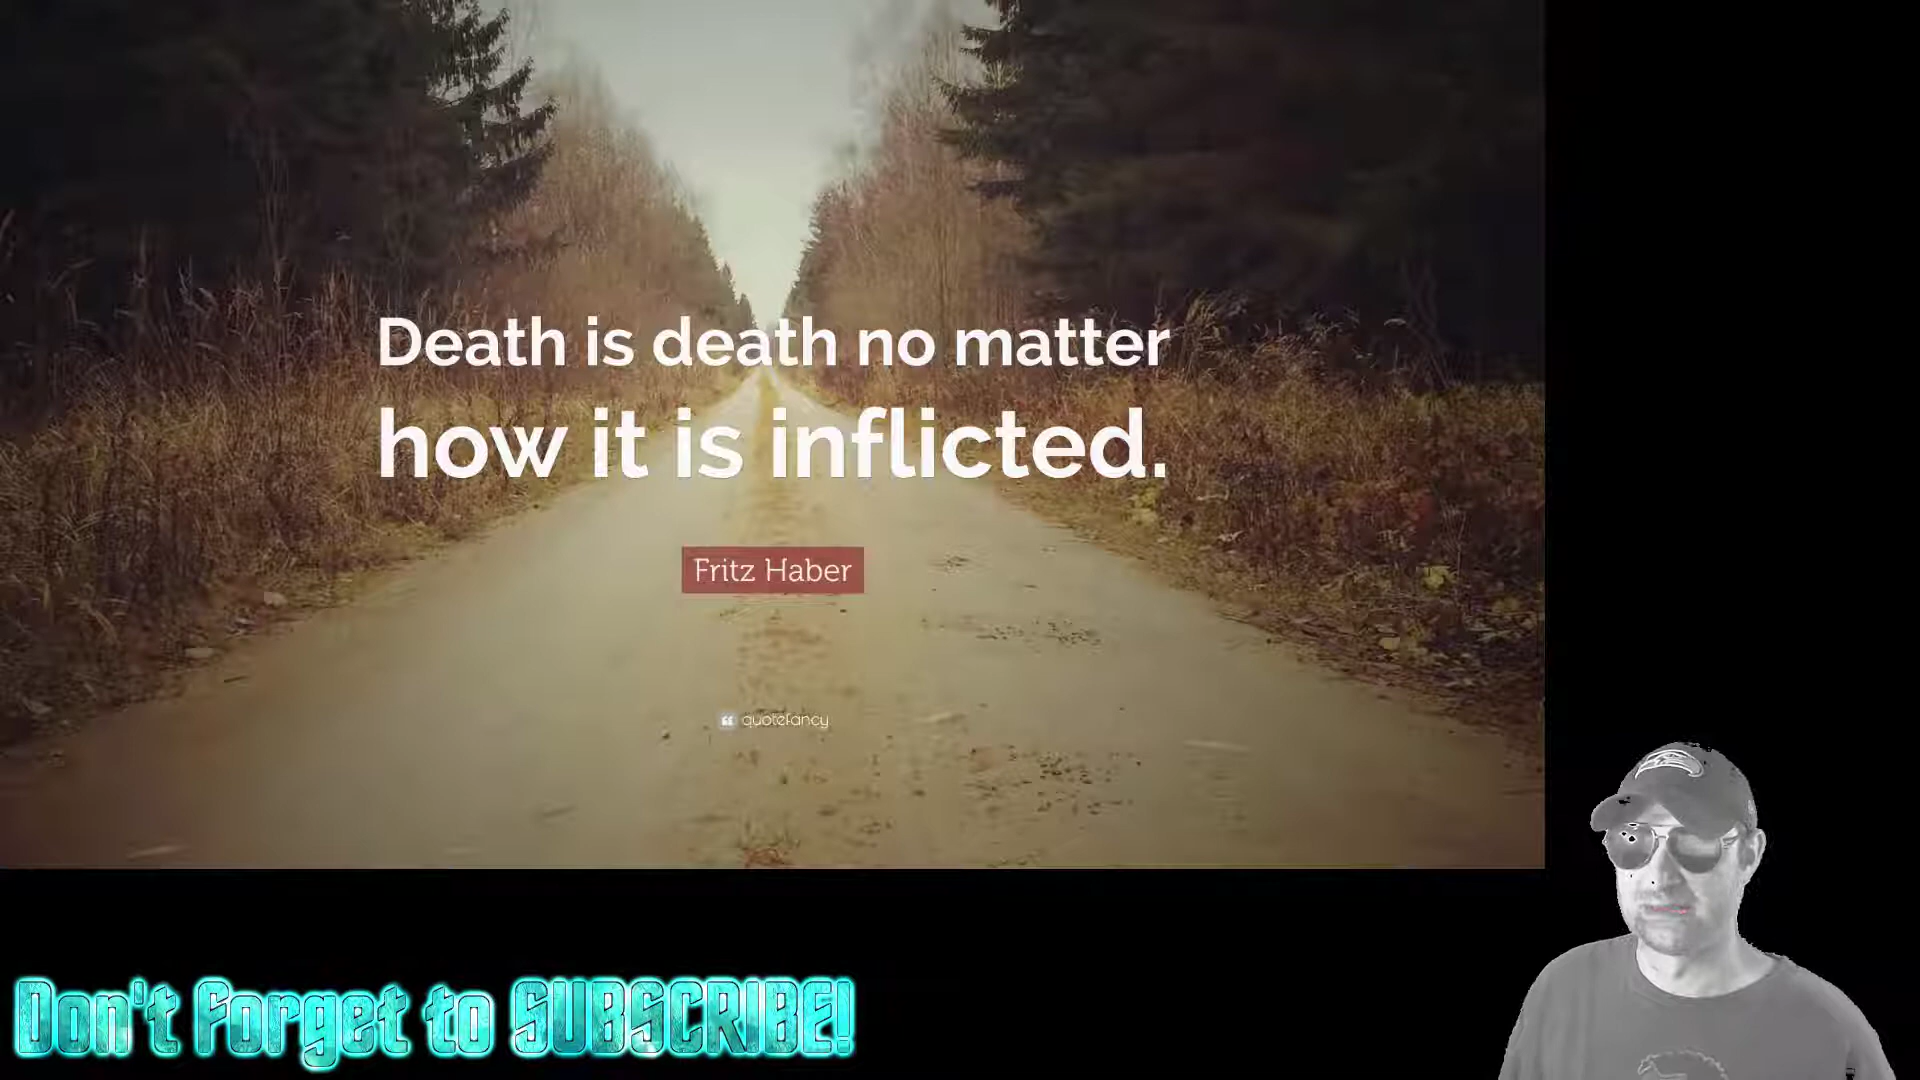 Death is death no matter
how it is inflicted.
Fritz Haber
quotefancy
Don't Forget to SUBSCRIBE!